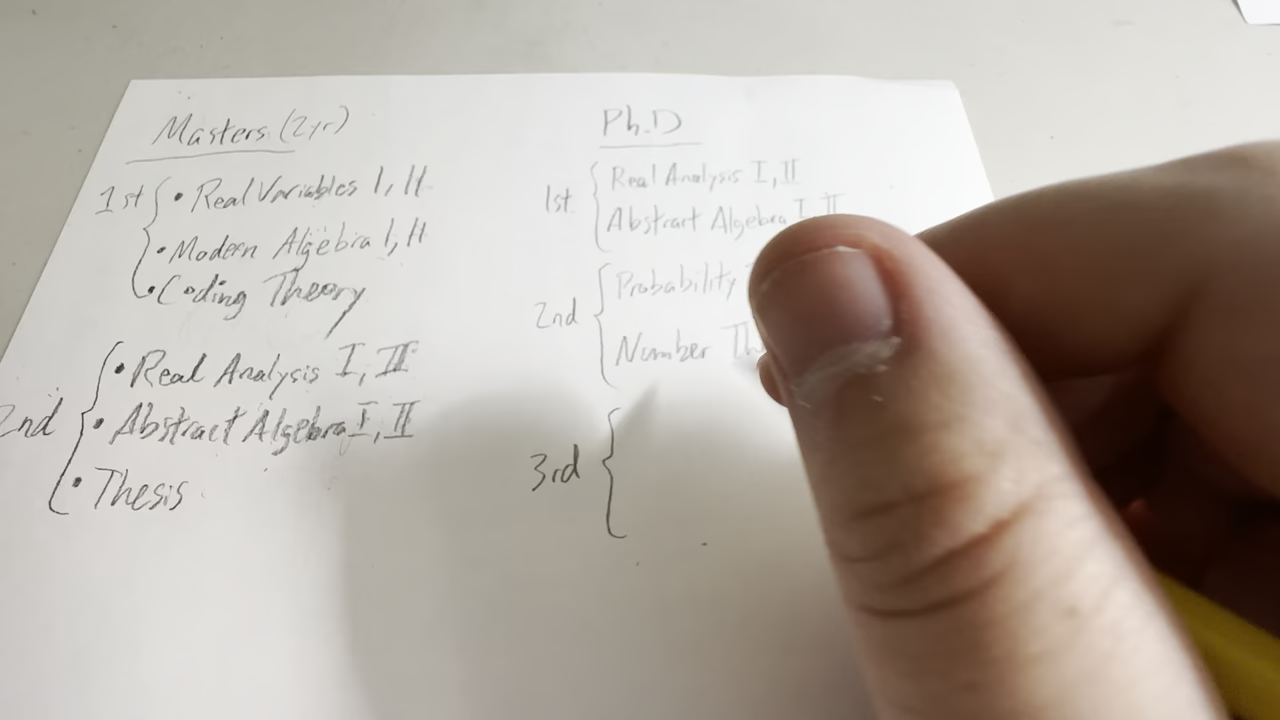 Masters (2yr)
1st
• Real Variables I, II
• Modern Algebra I, II
• Coding Theory
2nd
• Real Analysis I, II
• Abstract Algebra I, II
• Thesis
Ph.D
1st
Real Analysis I, II
Abstract Algebra I, II
2nd
Probability
Number
3rd